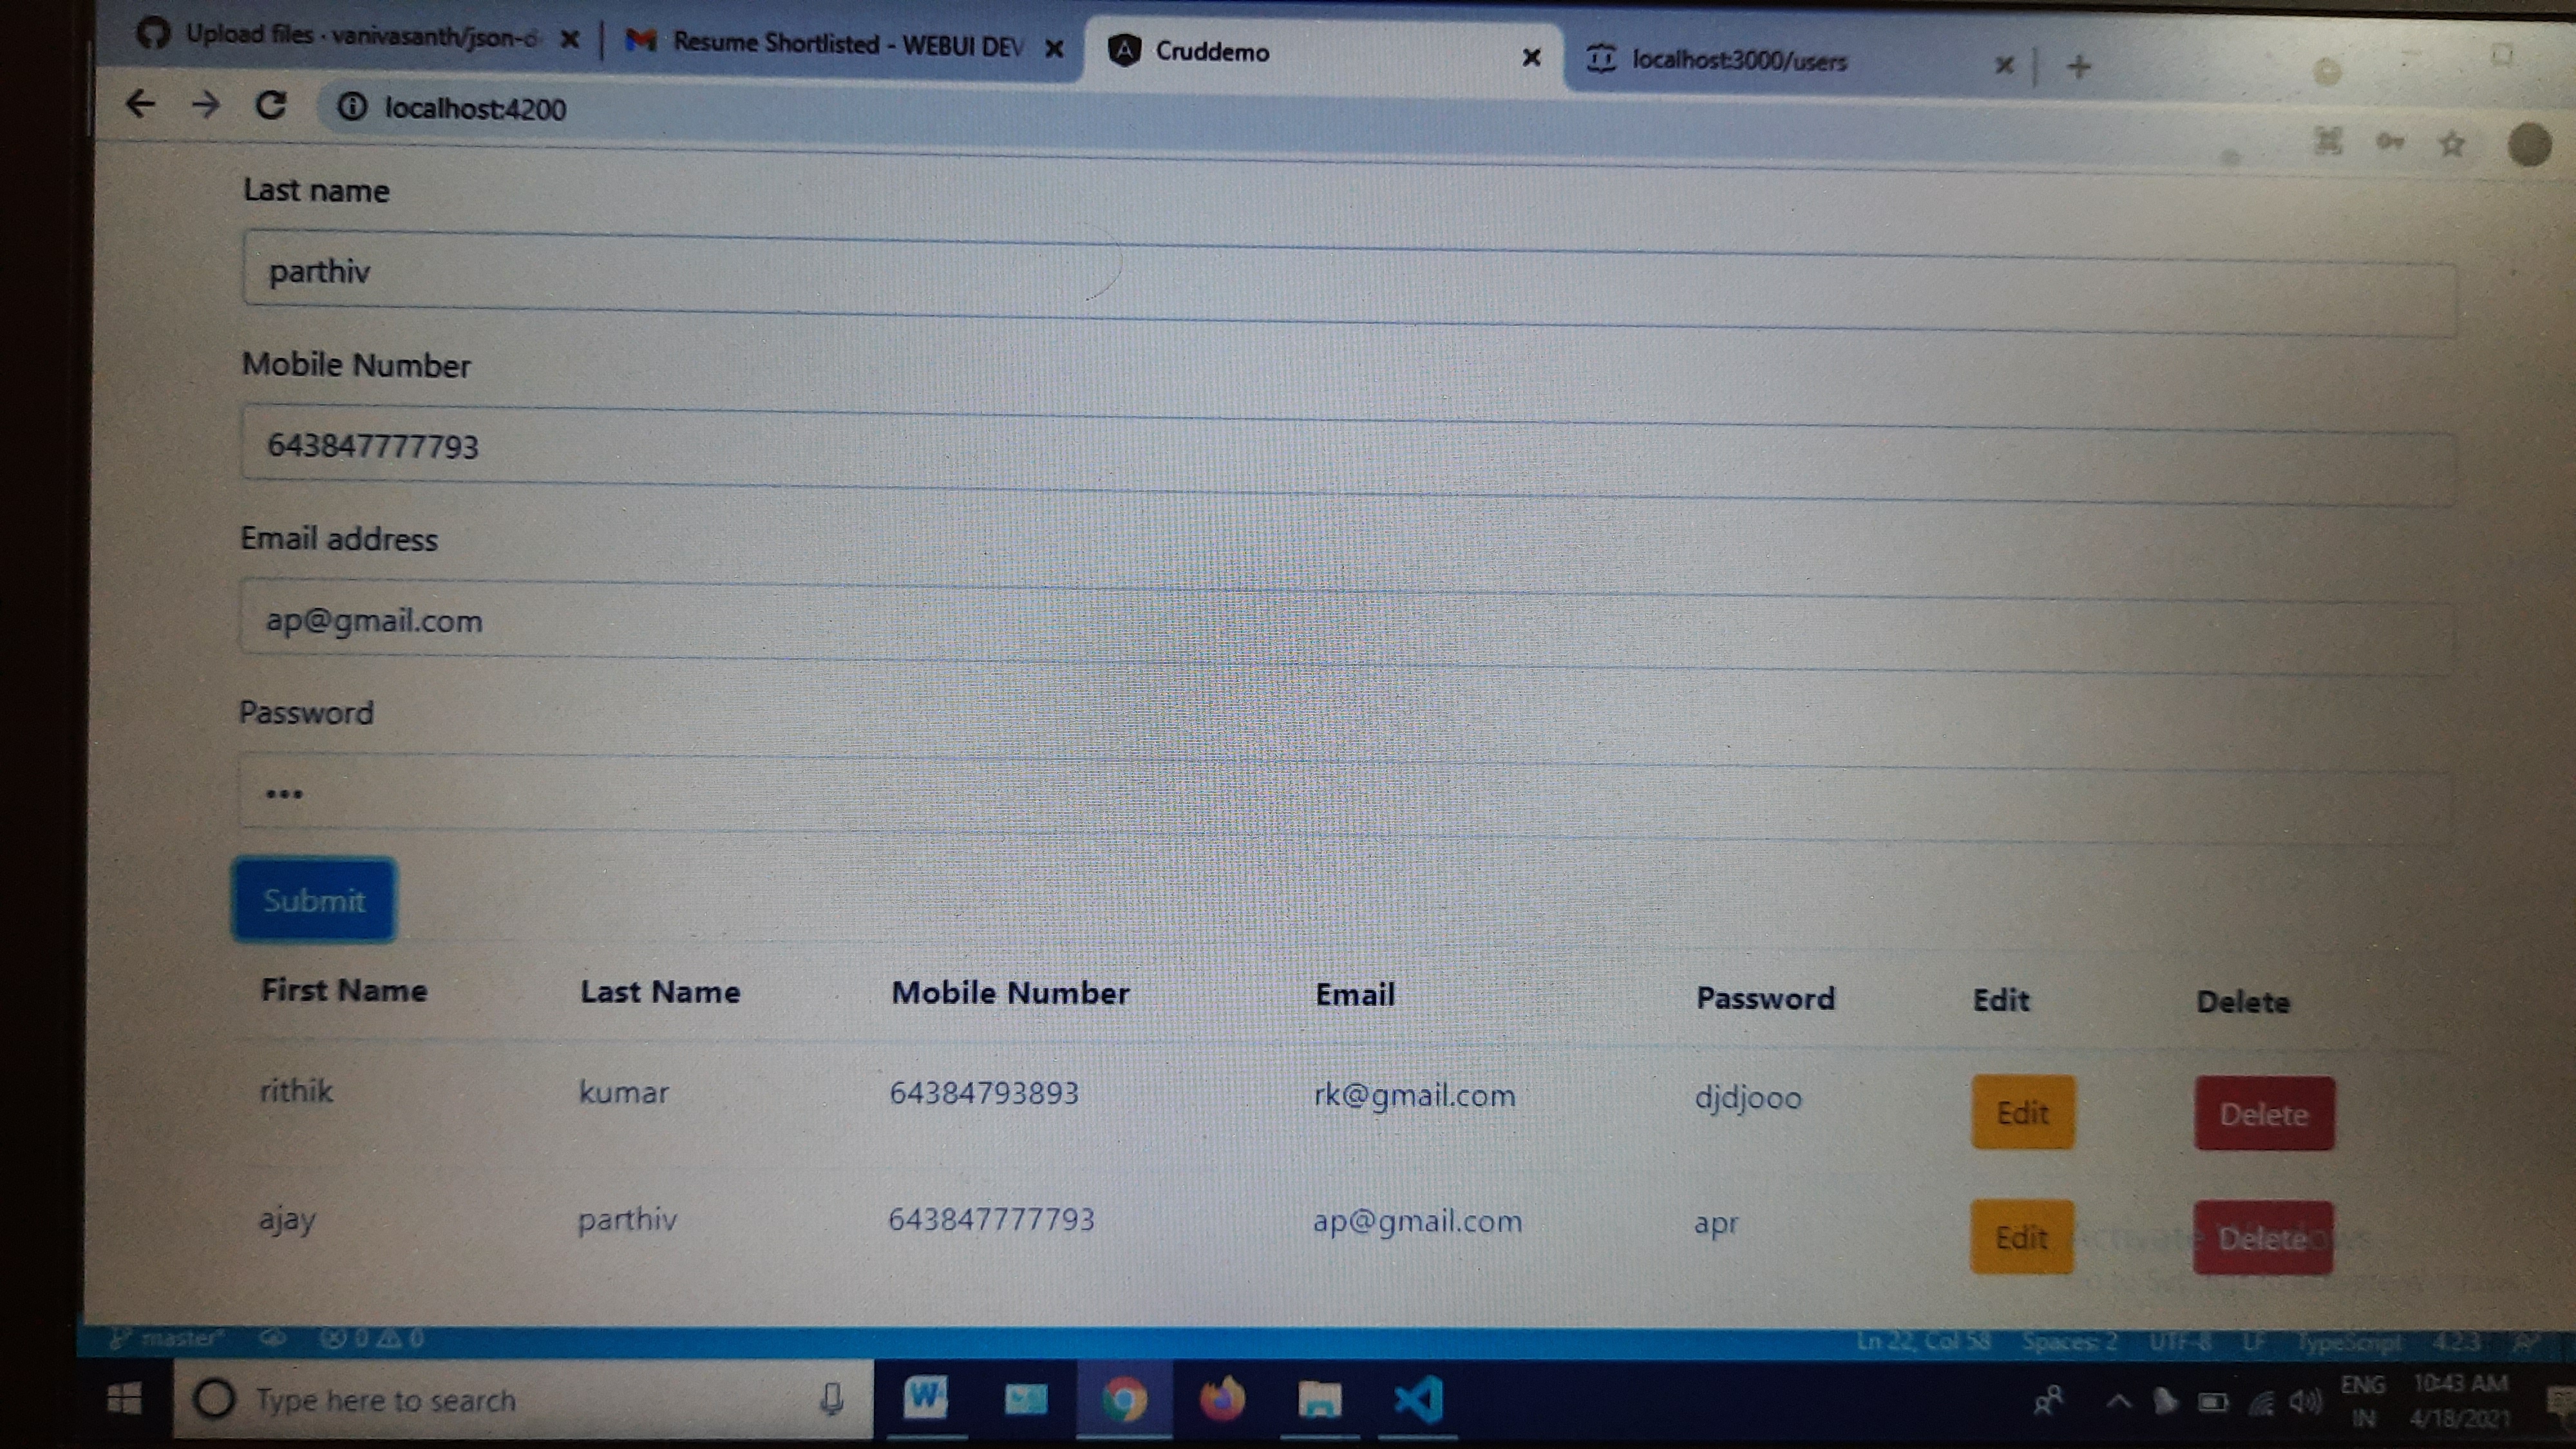 Upload files · vanivasanth/json-d
Resume Shortlisted - WEBUI DEV
Cruddemo
localhost:3000/users
localhost:4200
Last name
parthiv
Mobile Number
643847777793
Email address
ap@gmail.com
Password
•••
Submit
First Name Last Name Mobile Number Email Password Edit Delete
rithik kumar 64384793893 rk@gmail.com djdjooo Edit Delete
ajay parthiv 643847777793 ap@gmail.com apr Edit Delete
Activate
master* 0 0 Ln 22, Col 58 Spaces: 2 UTF-8 LF TypeScript 4.2.3
Type here to search
ENG
IN
10:43 AM
4/18/2021